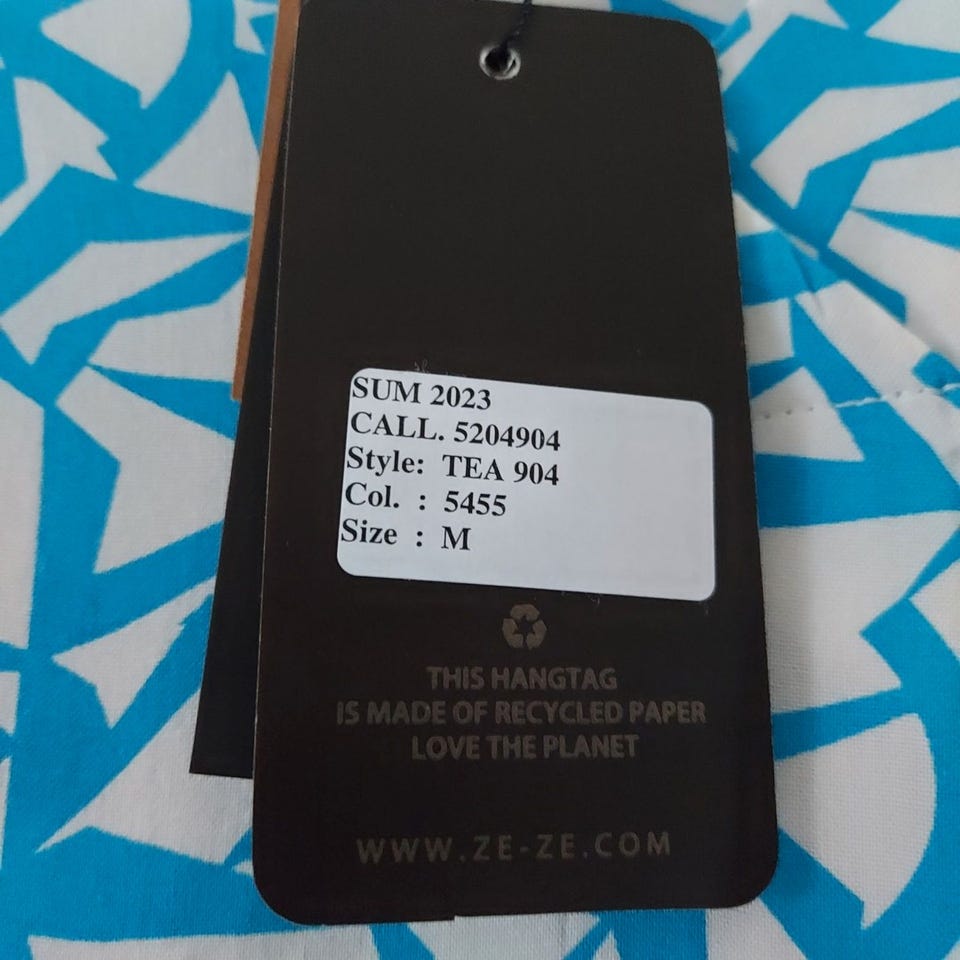 SUM 2023
CALL. 5204904
Style: TEA 904
Col. : 5455
Size : M
THIS HANGTAG
IS MADE OF RECYCLED PAPER
LOVE THE PLANET
WWW.ZE-ZE.COM